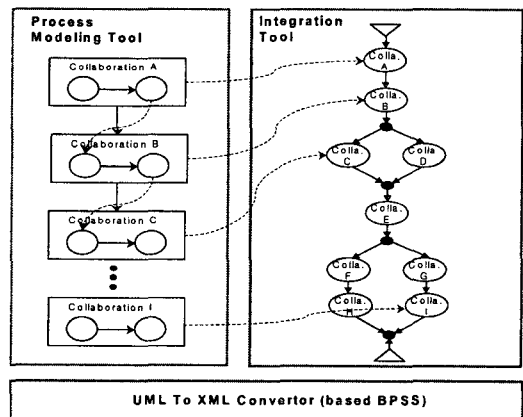 Process
Modeling Tool
Collaboration A
Collaboration B
Collaboration C
Collaboration I
Integration
Tool
Colla.
A
Colla.
B
Colla.
C
Colla.
D
Colla.
E
Colla.
F
Colla.
G
Colla.
H
Colla.
I
UML To XML Convertor (based BPSS)